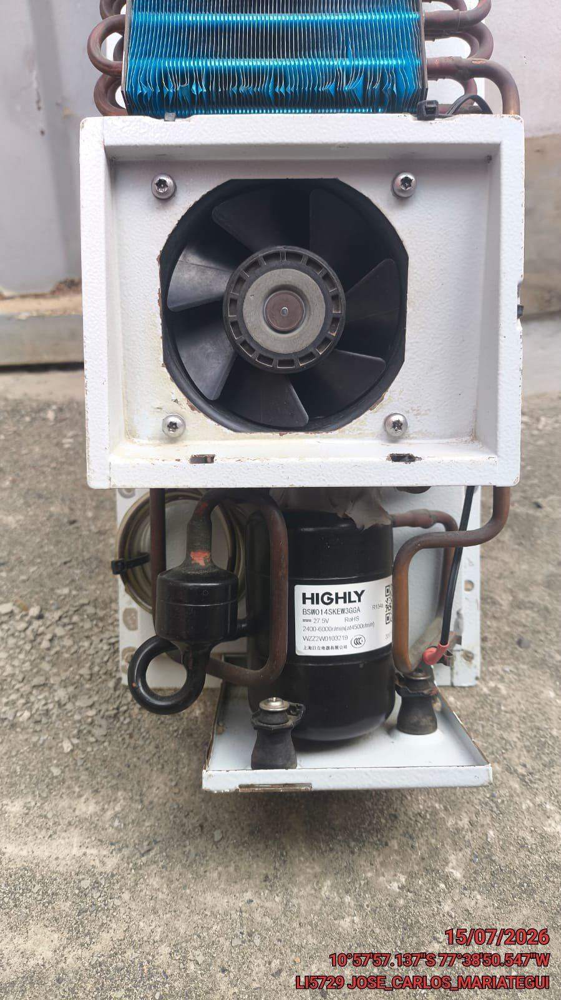 HIGHLY
BSW014SKEW3GGA
R134a
27.5V RoHS
2400-6000r/min(at4500r/min)
WZZ2W0103219
上海日立电器有限公司
15/07/2026
10°57'57.137"S 77°38'50.547"W
LI5729 JOSE_CARLOS_MARIATEGUI